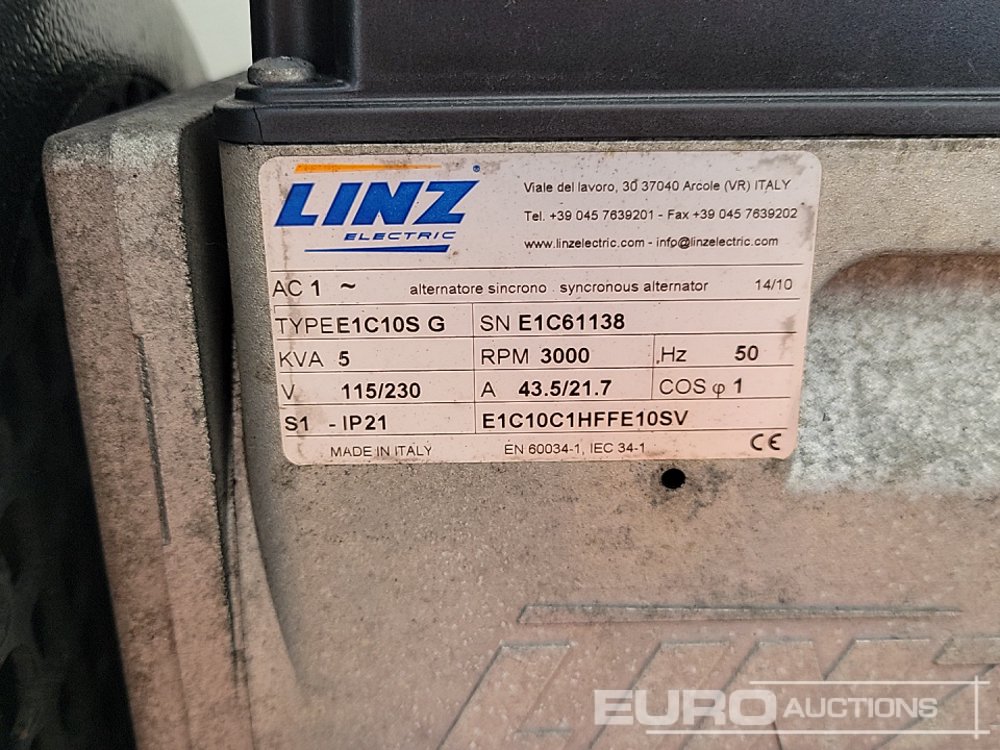 LINZ ®
ELECTRIC
Viale del lavoro, 30 37040 Arcole (VR) ITALY
Tel. +39 045 7639201 - Fax +39 045 7639202
www.linzelectric.com - info@linzelectric.com
AC 1 ~ alternatore sincrono syncronous alternator 14/10
TYPE E1C10S G SN E1C61138
KVA 5 RPM 3000 Hz 50
V 115/230 A 43.5/21.7 COS φ 1
S1 - IP21 E1C10C1HFFE10SV
MADE IN ITALY EN 60034-1, IEC 34-1 CE
LINZ
EURO AUCTIONS